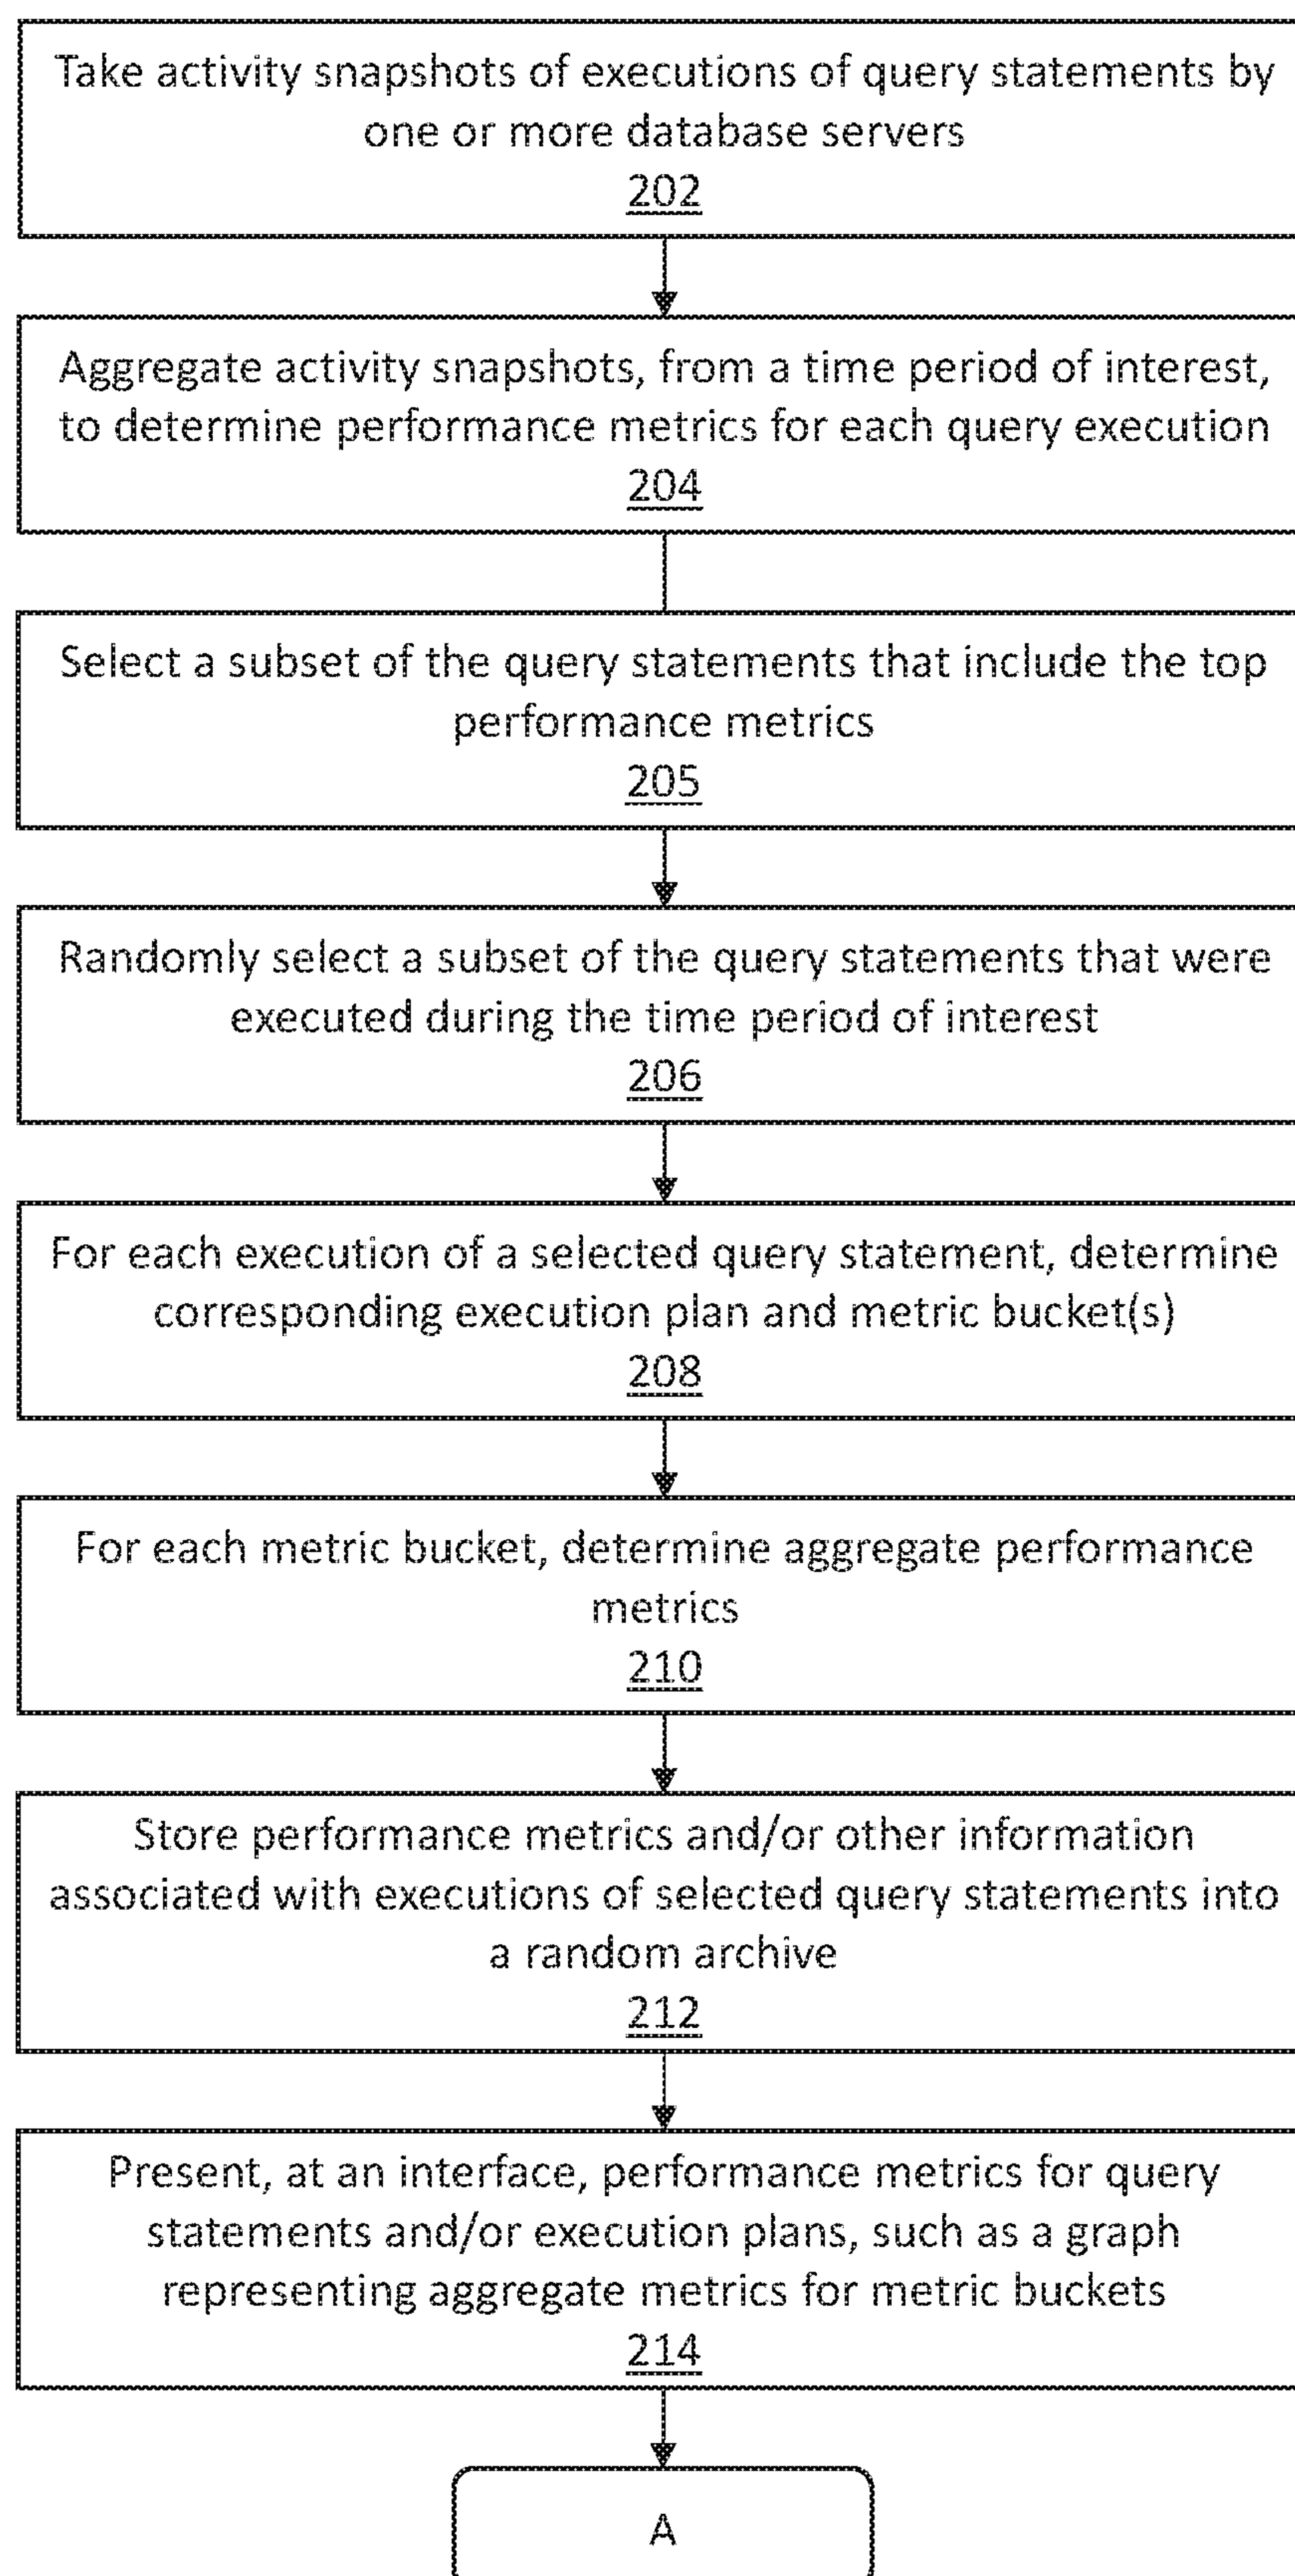 Take activity snapshots of executions of query statements by
one or more database servers
202
Aggregate activity snapshots, from a time period of interest,
to determine performance metrics for each query execution
204
Select a subset of the query statements that include the top
performance metrics
205
Randomly select a subset of the query statements that were
executed during the time period of interest
206
For each execution of a selected query statement, determine
corresponding execution plan and metric bucket(s)
208
For each metric bucket, determine aggregate performance
metrics
210
Store performance metrics and/or other information
associated with executions of selected query statements into
a random archive
212
Present, at an interface, performance metrics for query
statements and/or execution plans, such as a graph
representing aggregate metrics for metric buckets
214
A